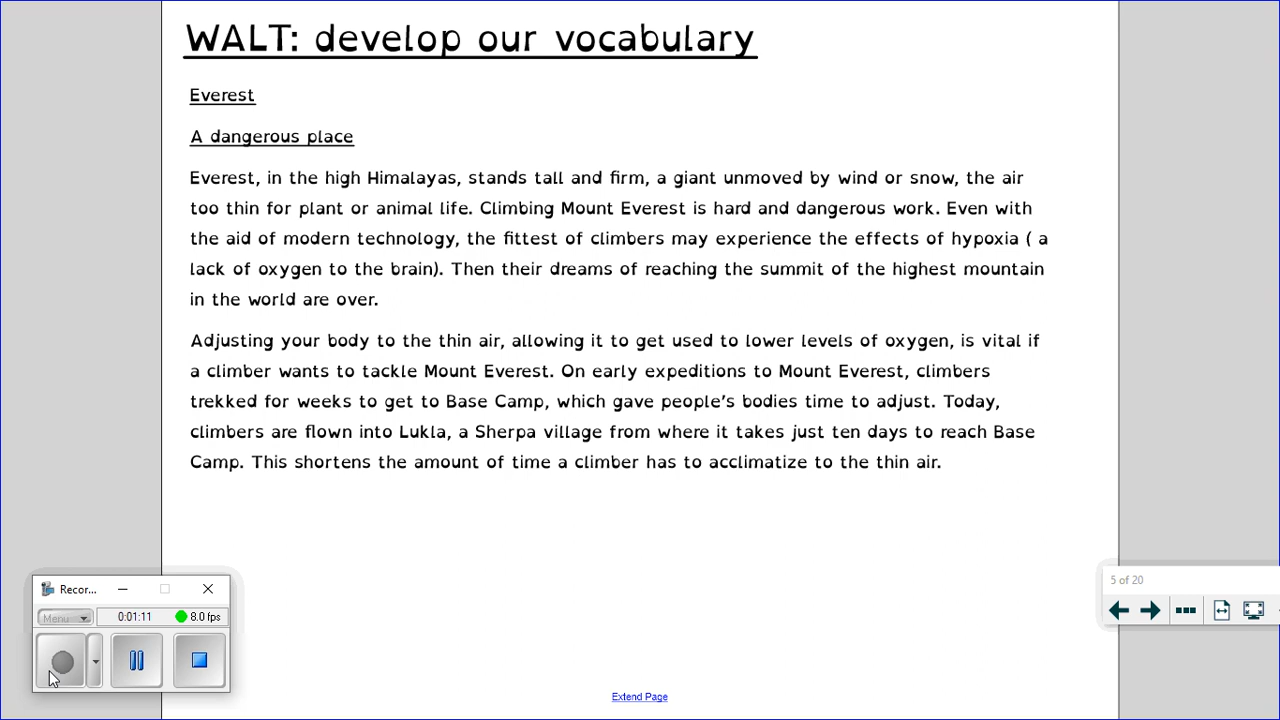 WALT: develop our vocabulary
Everest
A dangerous place
Everest, in the high Himalayas, stands tall and firm, a giant unmoved by wind or snow, the air
too thin for plant or animal life. Climbing Mount Everest is hard and dangerous work. Even with
the aid of modern technology, the fittest of climbers may experience the effects of hypoxia ( a
lack of oxygen to the brain). Then their dreams of reaching the summit of the highest mountain
in the world are over.
Adjusting your body to the thin air, allowing it to get used to lower levels of oxygen, is vital if
a climber wants to tackle Mount Everest. On early expeditions to Mount Everest, climbers
trekked for weeks to get to Base Camp, which gave people's bodies time to adjust. Today,
climbers are flown into Lukla, a Sherpa village from where it takes just ten days to reach Base
Camp. This shortens the amount of time a climber has to acclimatize to the thin air.
Recor...
Menu
0:01:11
8.0 fps
5 of 20
Extend Page